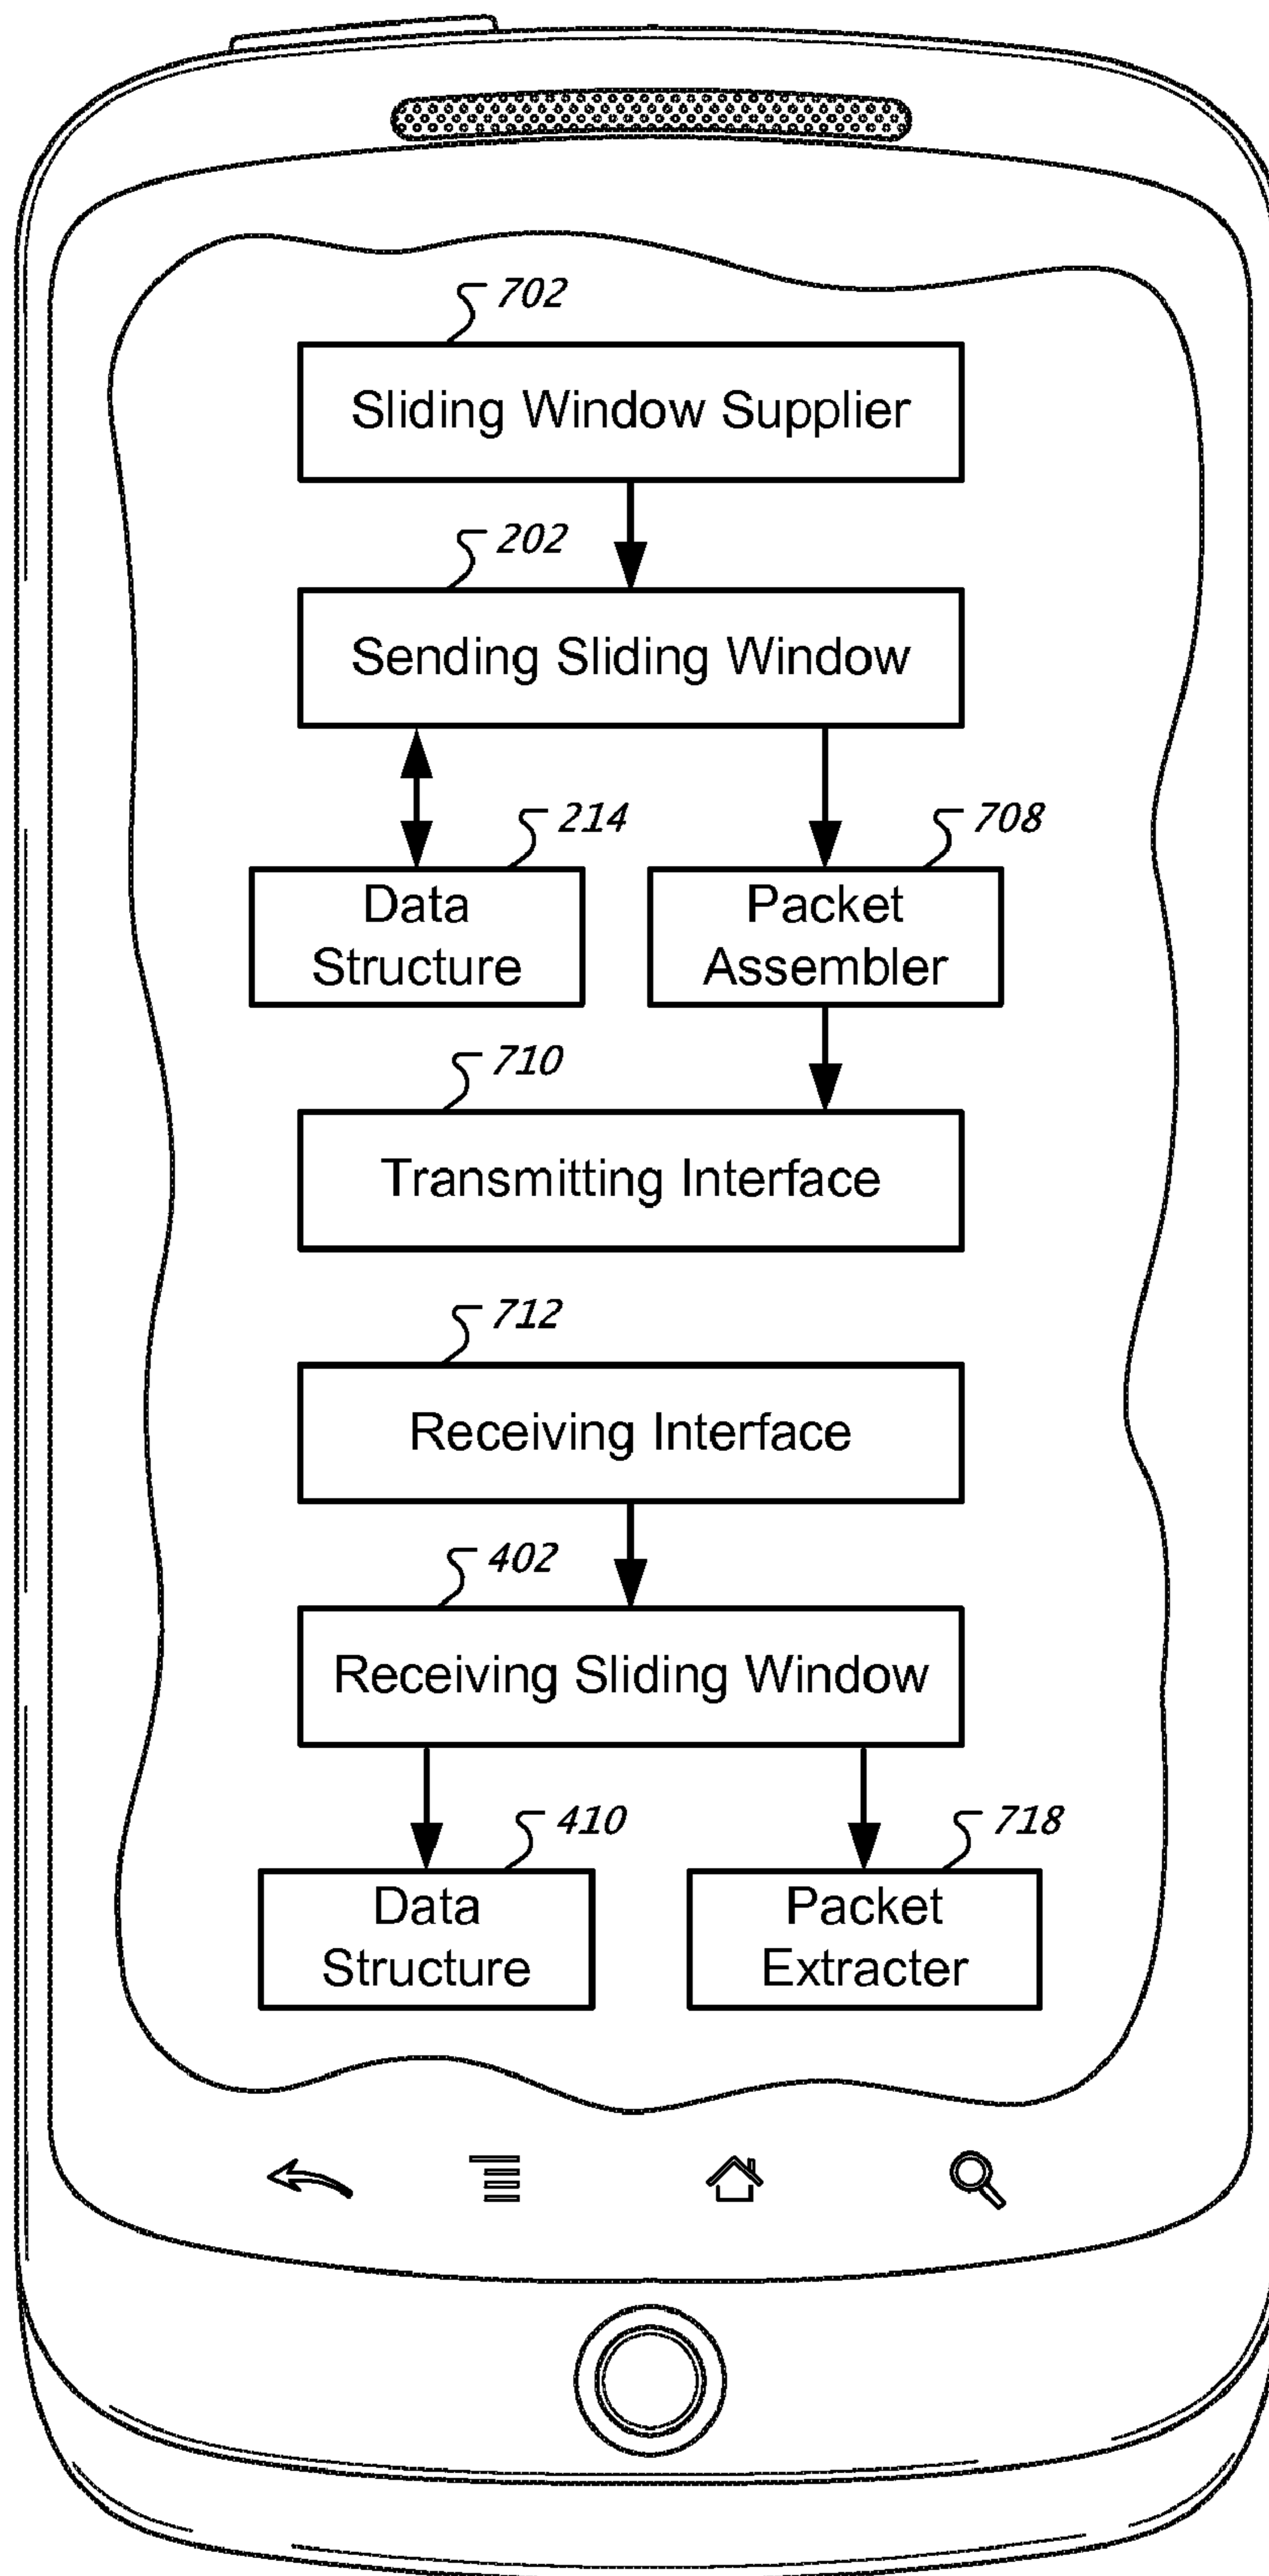 702
Sliding Window Supplier
202
Sending Sliding Window
214
708
Data
Structure
Packet
Assembler
710
Transmitting Interface
712
Receiving Interface
402
Receiving Sliding Window
410
718
Data
Structure
Packet
Extracter